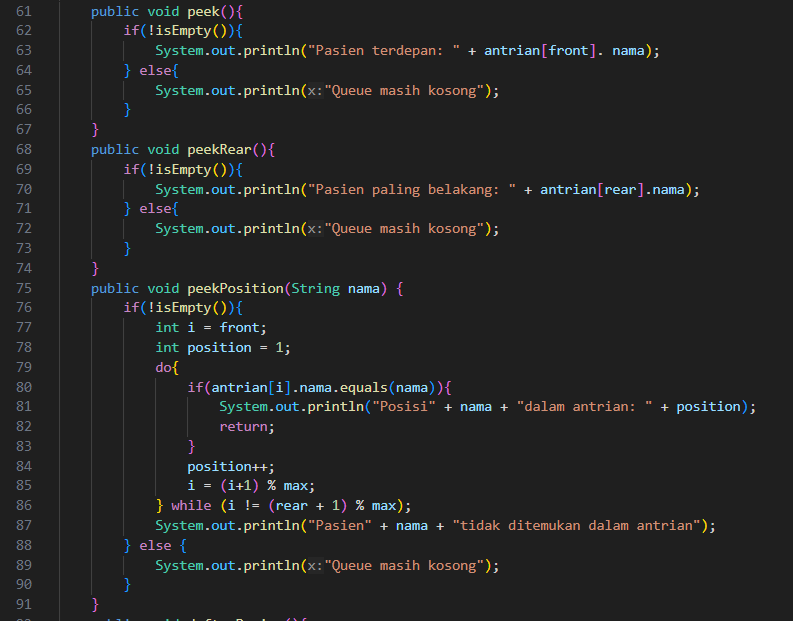 61 public void peek(){
62 if(!isEmpty()){
63 System.out.println("Pasien terdepan: " + antrian[front]. nama);
64 } else{
65 System.out.println(x:"Queue masih kosong");
66 }
67 }
68 public void peekRear(){
69 if(!isEmpty()){
70 System.out.println("Pasien paling belakang: " + antrian[rear].nama);
71 } else{
72 System.out.println(x:"Queue masih kosong");
73 }
74 }
75 public void peekPosition(String nama) {
76 if(!isEmpty()){
77 int i = front;
78 int position = 1;
79 do{
80 if(antrian[i].nama.equals(nama)){
81 System.out.println("Posisi" + nama + "dalam antrian: " + position);
82 return;
83 }
84 position++;
85 i = (i+1) % max;
86 } while (i != (rear + 1) % max);
87 System.out.println("Pasien" + nama + "tidak ditemukan dalam antrian");
88 } else {
89 System.out.println(x:"Queue masih kosong");
90 }
91 }